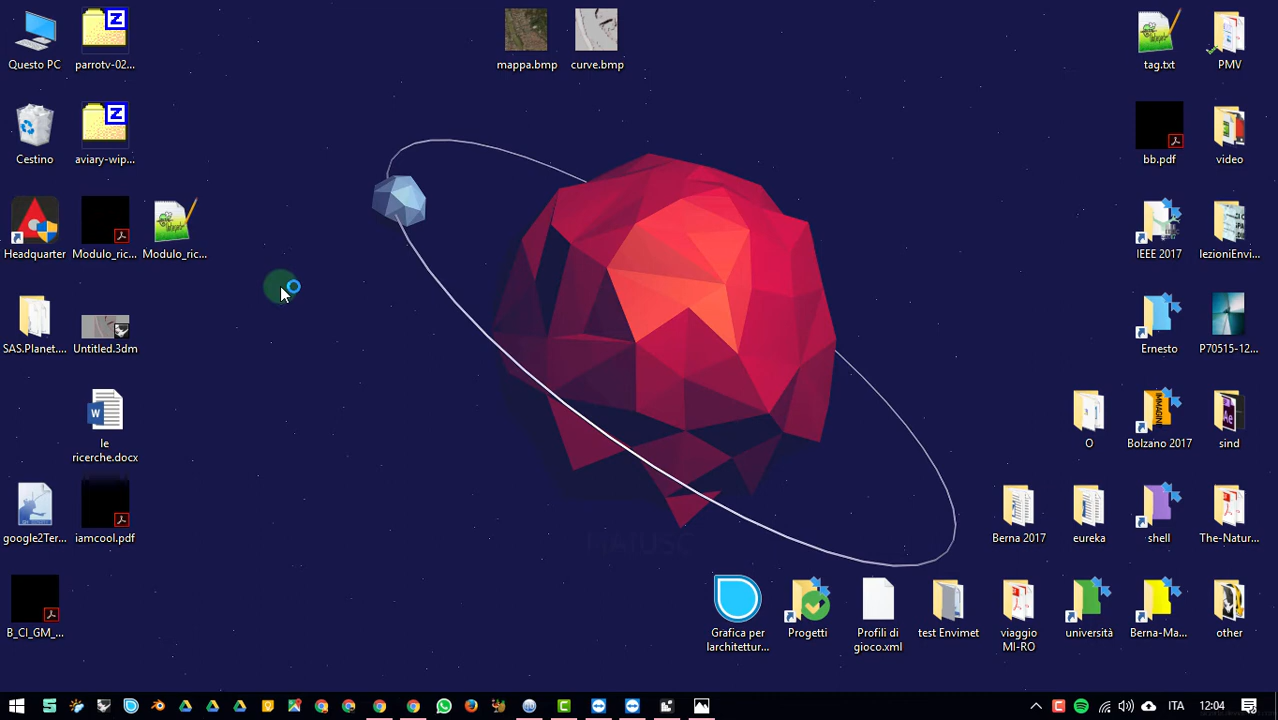 Questo PC
parrotv-02...
mappa.bmp
curve.bmp
tag.txt
PMV
Cestino
aviary-wip...
bb.pdf
video
Headquarter
Modulo_ric...
Modulo_ric...
IEEE 2017
lezioniEnvi...
SAS.Planet....
Untitled.3dm
Ernesto
P70515-12...
le
ricerche.docx
O
Bolzano 2017
sind
google2Ter...
iamcool.pdf
Berna 2017
eureka
shell
The-Natur...
B_CI_GM_...
Grafica per
larchitettur...
Progetti
Profili di
gioco.xml
test Envimet
viaggio
MI-RO
università
Berna-Ma...
other
ITA
12:04